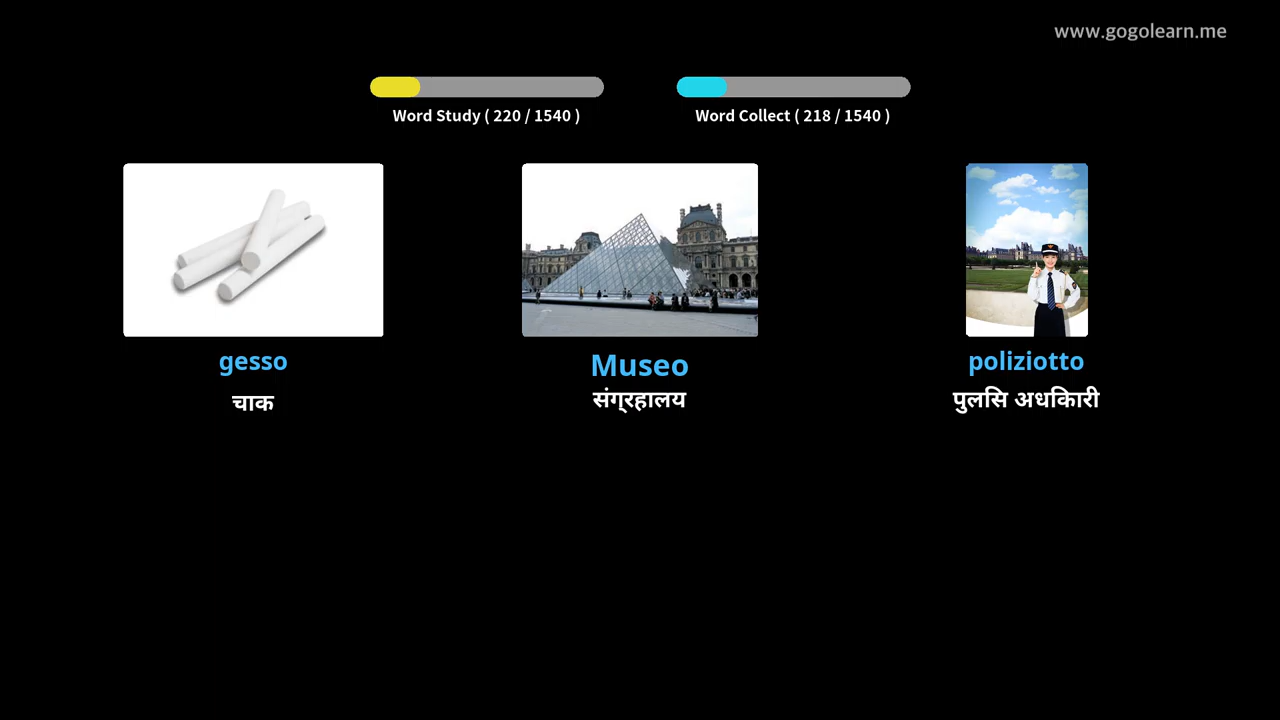 www.gogolearn.me
Word Study ( 220 / 1540 )
Word Collect ( 218 / 1540 )
gesso
Museo
poliziotto
चाक
संग्रहालय
पुलिस अधिकारी